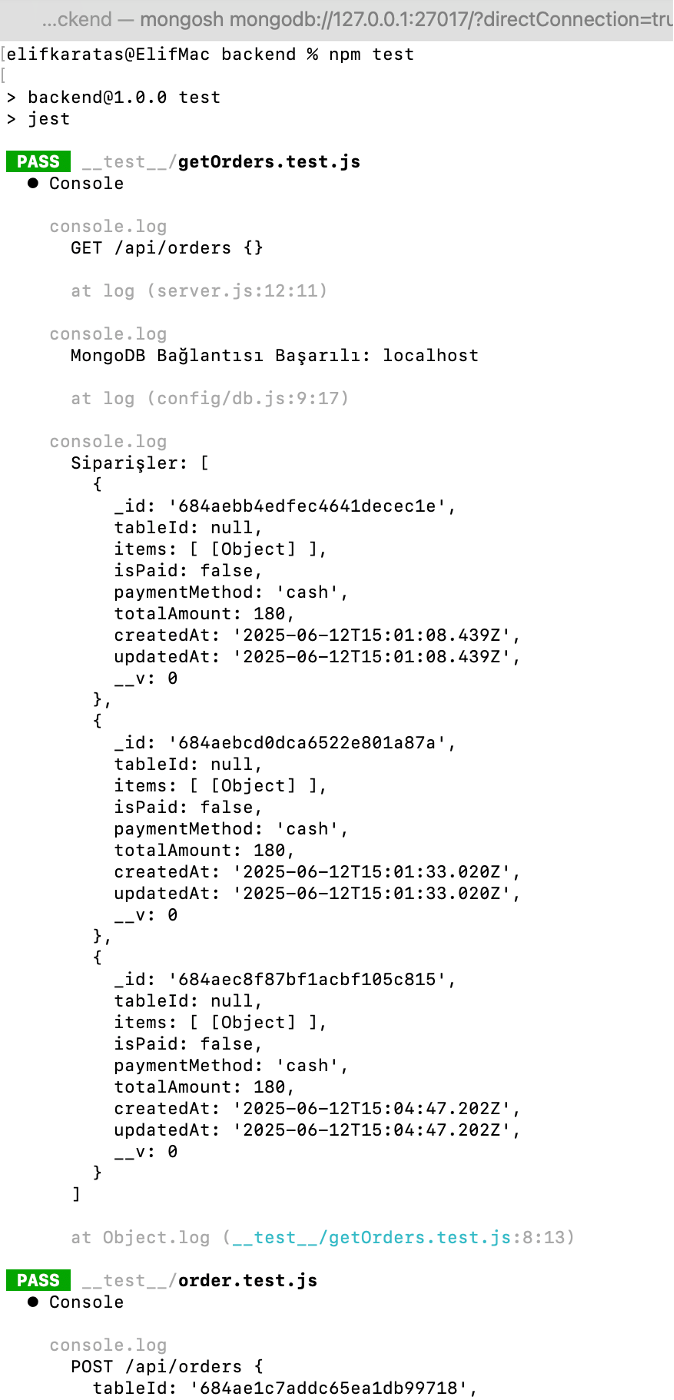 ...ckend — mongosh mongodb://127.0.0.1:27017/?directConnection=tru
[elifkaratas@ElifMac backend % npm test
[
> backend@1.0.0 test
> jest
PASS __test__/getOrders.test.js
● Console
console.log
GET /api/orders {}
at log (server.js:12:11)
console.log
MongoDB Bağlantısı Başarılı: localhost
at log (config/db.js:9:17)
console.log
Siparişler: [
{
_id: '684aebb4edfec4641decec1e',
tableId: null,
items: [ [Object] ],
isPaid: false,
paymentMethod: 'cash',
totalAmount: 180,
createdAt: '2025-06-12T15:01:08.439Z',
updatedAt: '2025-06-12T15:01:08.439Z',
__v: 0
},
{
_id: '684aebcd0dca6522e801a87a',
tableId: null,
items: [ [Object] ],
isPaid: false,
paymentMethod: 'cash',
totalAmount: 180,
createdAt: '2025-06-12T15:01:33.020Z',
updatedAt: '2025-06-12T15:01:33.020Z',
__v: 0
},
{
_id: '684aec8f87bf1acbf105c815',
tableId: null,
items: [ [Object] ],
isPaid: false,
paymentMethod: 'cash',
totalAmount: 180,
createdAt: '2025-06-12T15:04:47.202Z',
updatedAt: '2025-06-12T15:04:47.202Z',
__v: 0
}
]
at Object.log (__test__/getOrders.test.js:8:13)
PASS __test__/order.test.js
● Console
console.log
POST /api/orders {
tableId: '684ae1c7addc65ea1db99718',